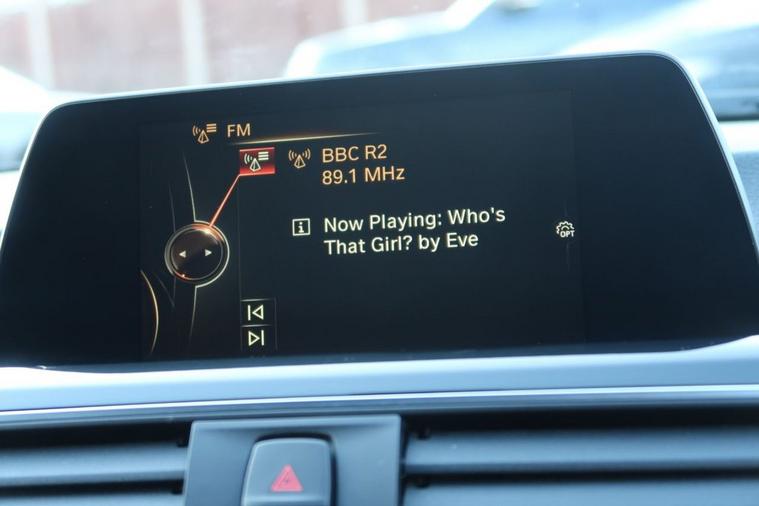 FM
BBC R2
89.1 MHz
Now Playing: Who's
That Girl? by Eve
OPT